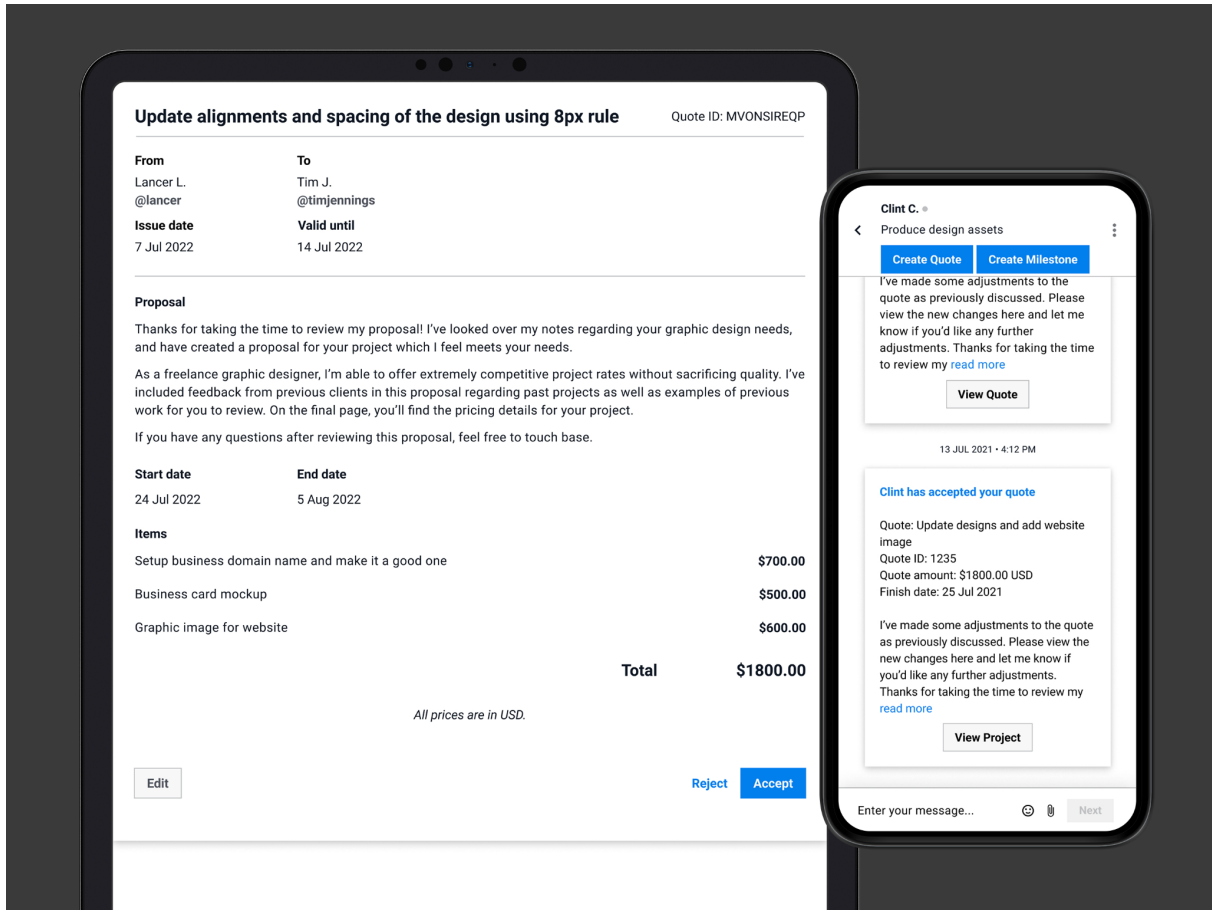 Update alignments and spacing of the design using 8px rule
Quote ID: MVONSIREQP
From
To
Lancer L.
Tim J.
@lancer
@timjennings
Issue date
Valid until
7 Jul 2022
14 Jul 2022
Proposal
Thanks for taking the time to review my proposal! I’ve looked over my notes regarding your graphic design needs,
and have created a proposal for your project which I feel meets your needs.
As a freelance graphic designer, I’m able to offer extremely competitive project rates without sacrificing quality. I’ve
included feedback from previous clients in this proposal regarding past projects as well as examples of previous
work for you to review. On the final page, you’ll find the pricing details for your project.
If you have any questions after reviewing this proposal, feel free to touch base.
Start date
End date
24 Jul 2022
5 Aug 2022
Items
Setup business domain name and make it a good one
$700.00
Business card mockup
$500.00
Graphic image for website
$600.00
Total
$1800.00
All prices are in USD.
Edit
Reject
Accept
Clint C.
Produce design assets
Create Quote
Create Milestone
I’ve made some adjustments to the
quote as previously discussed. Please
view the new changes here and let me
know if you’d like any further
adjustments. Thanks for taking the time
to review my read more
View Quote
13 JUL 2021 • 4:12 PM
Clint has accepted your quote
Quote: Update designs and add website
image
Quote ID: 1235
Quote amount: $1800.00 USD
Finish date: 25 Jul 2021
I’ve made some adjustments to the quote
as previously discussed. Please view the
new changes here and let me know if
you’d like any further adjustments.
Thanks for taking the time to review my
read more
View Project
Enter your message...
Next